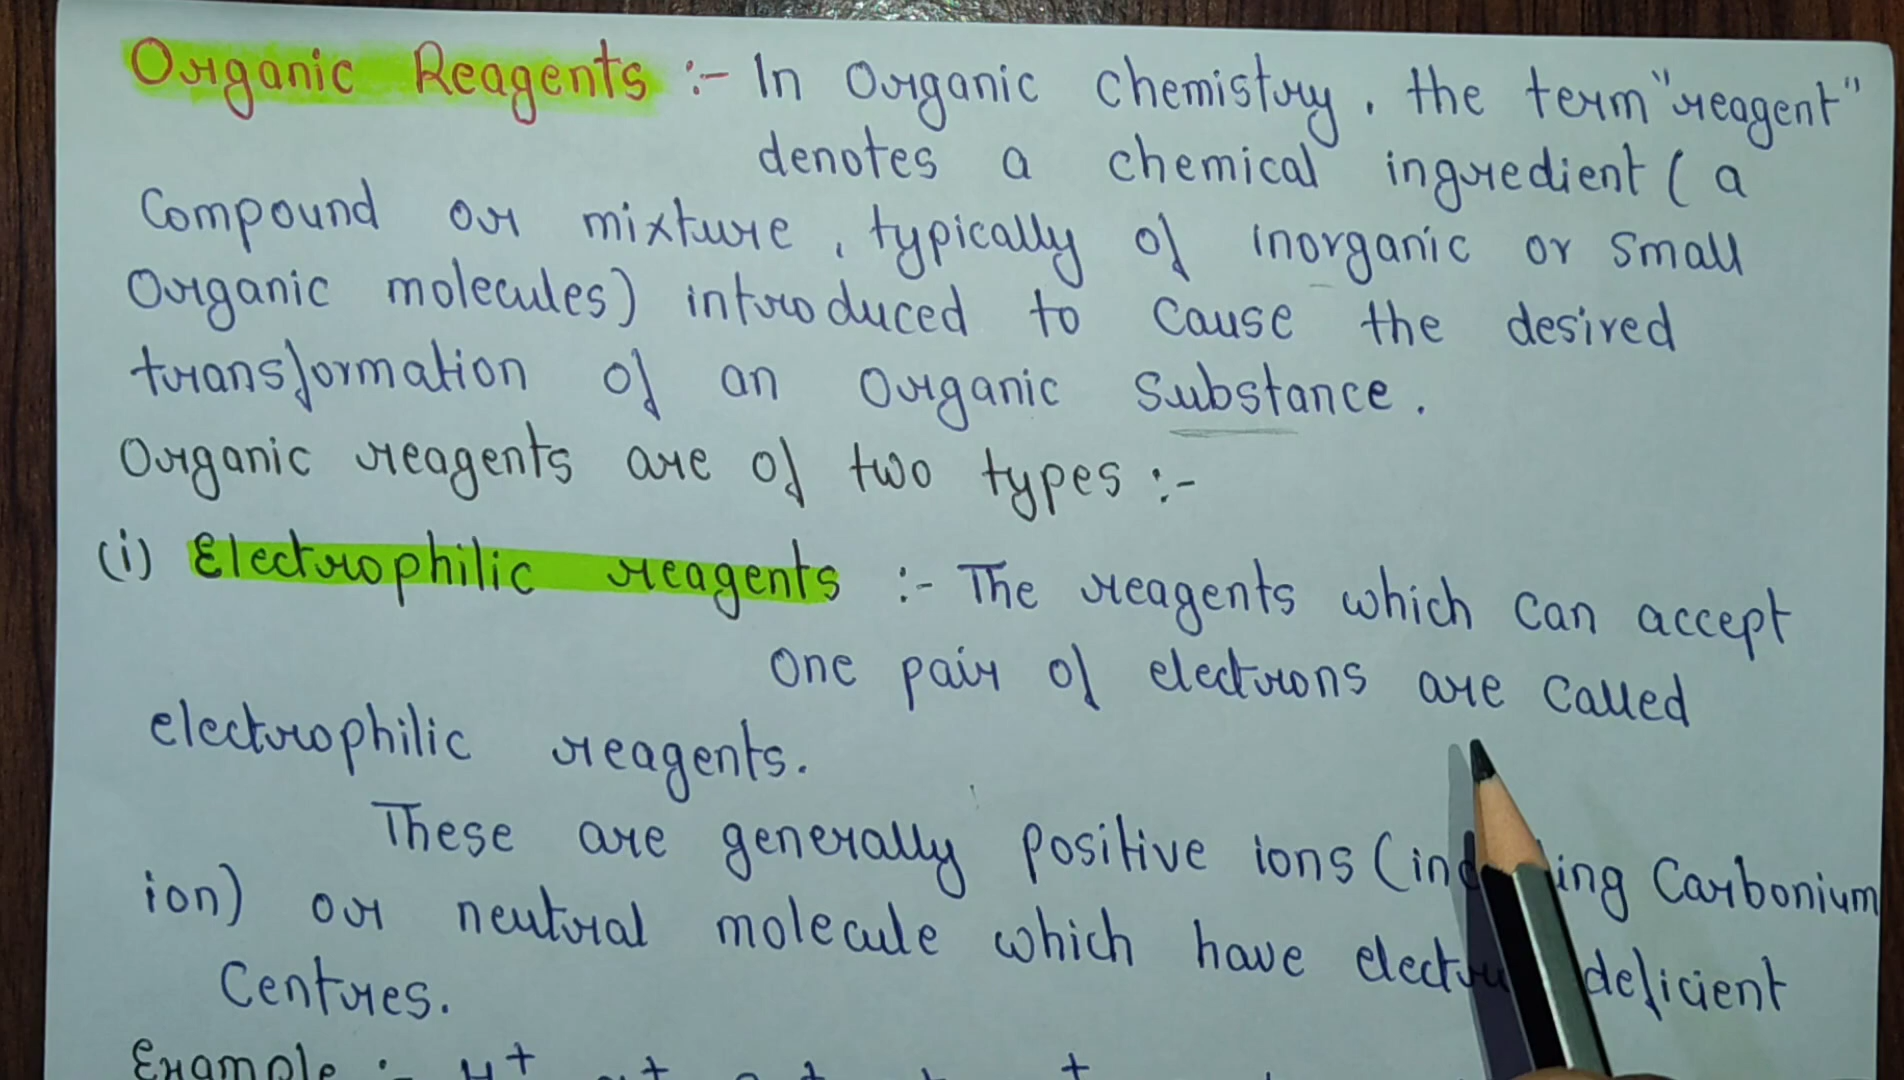 Organic Reagents :- In Organic chemistry, the term "reagent"
denotes a chemical ingredient (a
Compound or mixture, typically of inorganic or small
Organic molecules) introduced to cause the desired
transformation of an Organic Substance.
Organic reagents are of two types :-
(i) Electrophilic reagents :- The reagents which can accept
one pair of electrons are called
electrophilic reagents.
These are generally positive ions (Carbonium
ion) or neutral molecule which have deficient
Centres.
Example :- H+